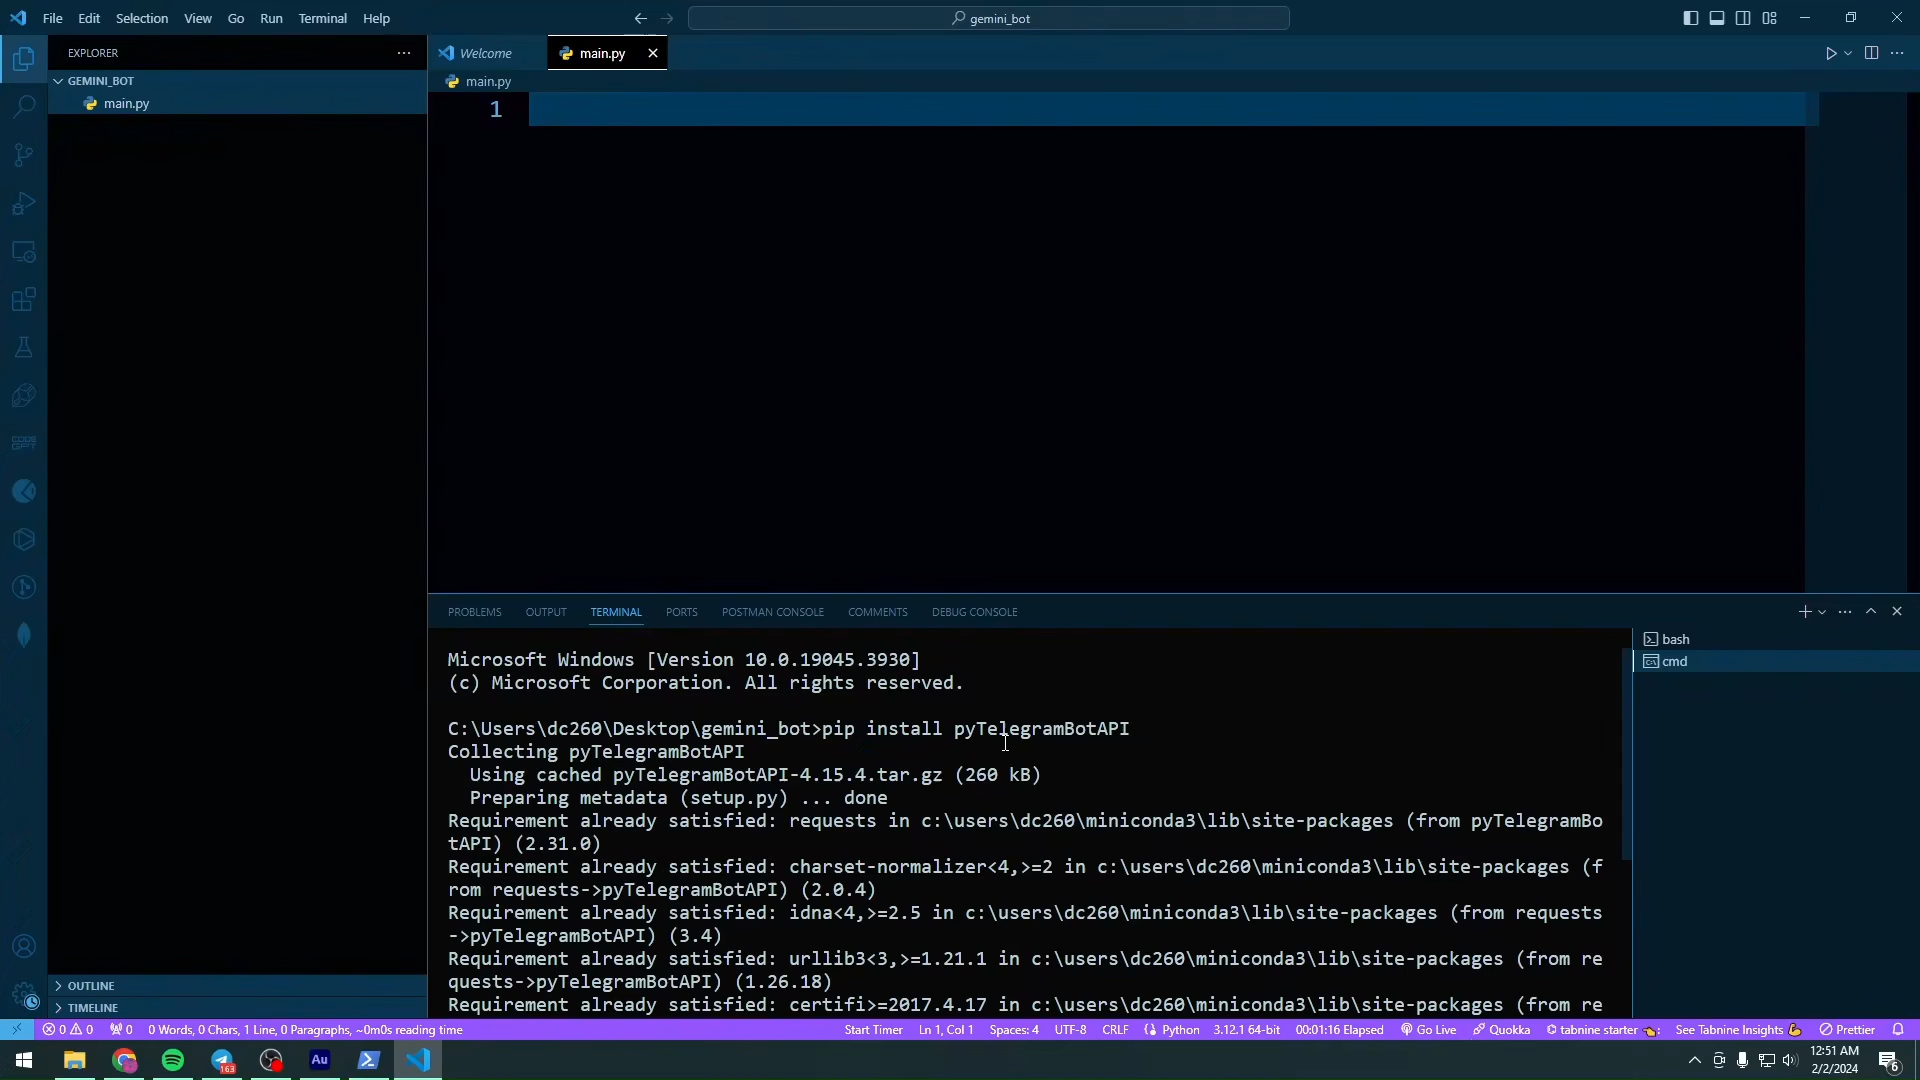 File Edit Selection View Go Run Terminal Help
gemini_bot
EXPLORER
Welcome
main.py
GEMINI_BOT
main.py
main.py
1
PROBLEMS OUTPUT TERMINAL PORTS POSTMAN CONSOLE COMMENTS DEBUG CONSOLE
bash
cmd
Microsoft Windows [Version 10.0.19045.3930]
(c) Microsoft Corporation. All rights reserved.
C:\Users\dc260\Desktop\gemini_bot>pip install pyTelegramBotAPI
Collecting pyTelegramBotAPI
Using cached pyTelegramBotAPI-4.15.4.tar.gz (260 kB)
Preparing metadata (setup.py) ... done
Requirement already satisfied: requests in c:\users\dc260\miniconda3\lib\site-packages (from pyTelegramBo
tAPI) (2.31.0)
Requirement already satisfied: charset-normalizer<4,>=2 in c:\users\dc260\miniconda3\lib\site-packages (f
rom requests->pyTelegramBotAPI) (2.0.4)
Requirement already satisfied: idna<4,>=2.5 in c:\users\dc260\miniconda3\lib\site-packages (from requests
->pyTelegramBotAPI) (3.4)
Requirement already satisfied: urllib3<3,>=1.21.1 in c:\users\dc260\miniconda3\lib\site-packages (from re
quests->pyTelegramBotAPI) (1.26.18)
Requirement already satisfied: certifi>=2017.4.17 in c:\users\dc260\miniconda3\lib\site-packages (from re
OUTLINE
TIMELINE
0 0 0 0 Words, 0 Chars, 1 Line, 0 Paragraphs, ~0m0s reading time Start Timer Ln 1, Col 1 Spaces: 4 UTF-8 CRLF Python 3.12.1 64-bit 00:01:16 Elapsed Go Live Quokka tabnine starter See Tabnine Insights Prettier
163
Au
12:51 AM
2/2/2024
6